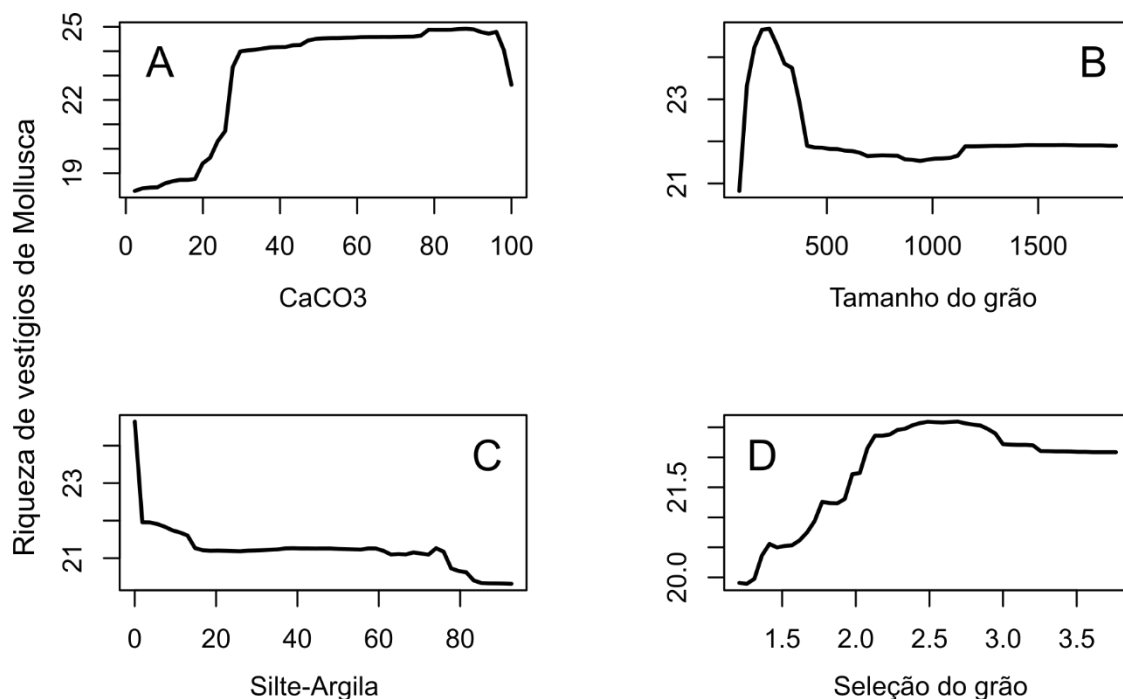 Riqueza de vestígios de Mollusca
A
25
22
19
0 20 40 60 80 100
CaCO3
B
23
21
500 1000 1500
Tamanho do grão
C
23
21
0 20 40 60 80
Silte-Argila
D
21.5
20.0
1.5 2.0 2.5 3.0 3.5
Seleção do grão